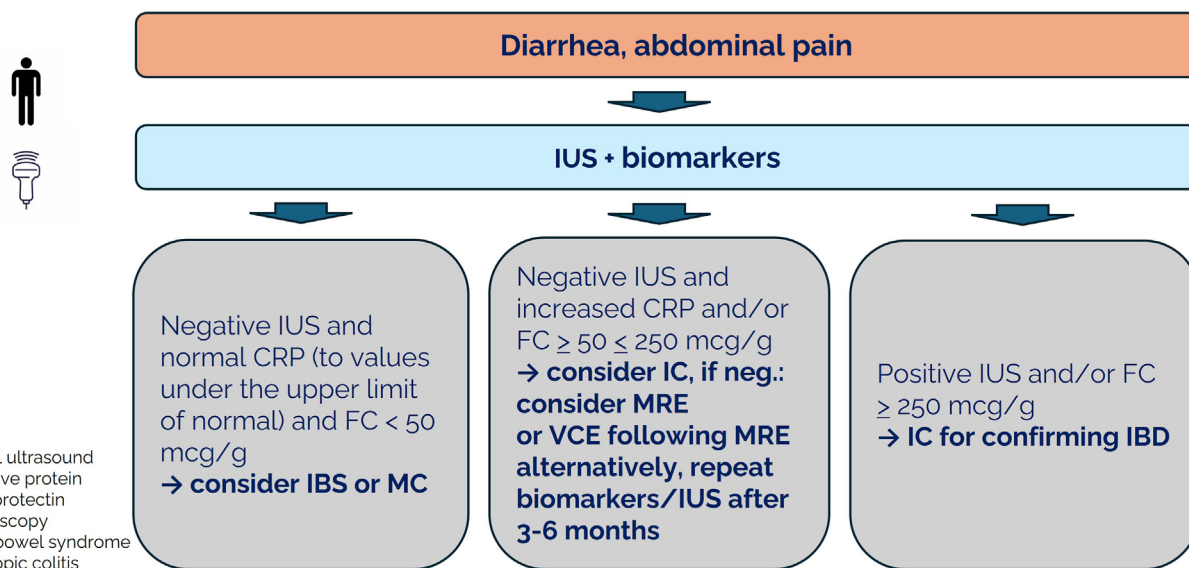 Diarrhea, abdominal pain
IUS + biomarkers
Negative IUS and
normal CRP (to values
under the upper limit
of normal) and FC < 50
mcg/g
→ consider IBS or MC
Negative IUS and
increased CRP and/or
FC ≥ 50 ≤ 250 mcg/g
→ consider IC, if neg.:
consider MRE
or VCE following MRE
alternatively, repeat
biomarkers/IUS after
3-6 months
Positive IUS and/or FC
≥ 250 mcg/g
→ IC for confirming IBD
ultrasound
ve protein
protectin
scopy
bowel syndrome
opic colitis